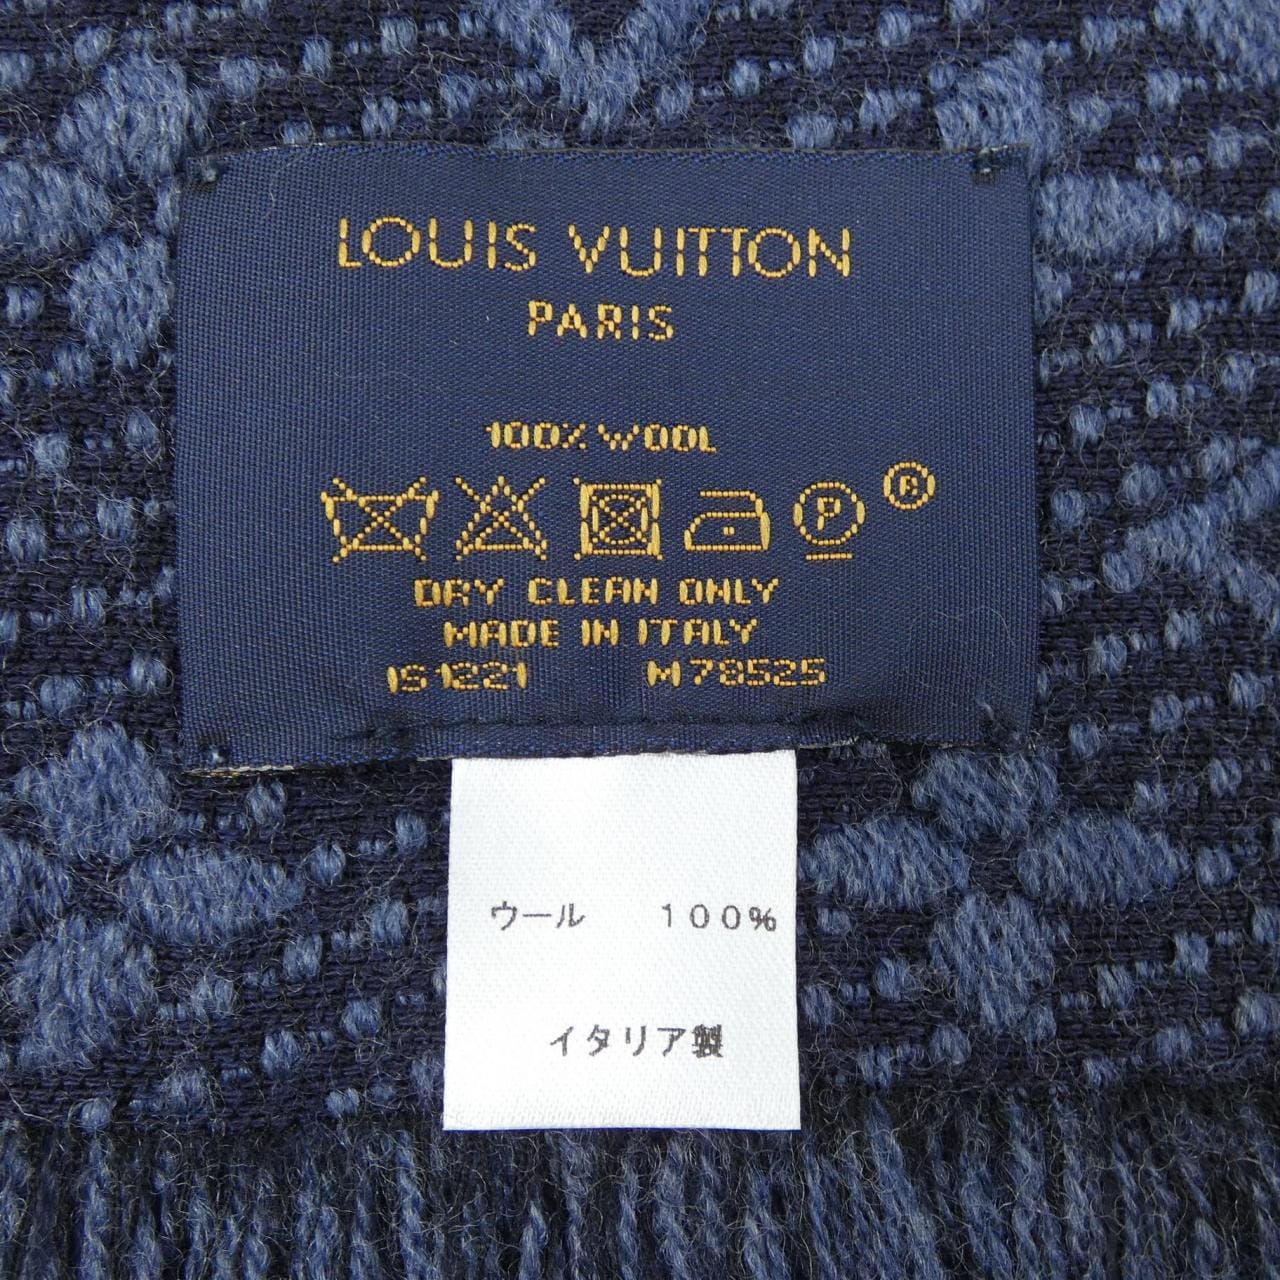 LOUIS VUITTON
PARIS
100% WOOL
P ®
DRY CLEAN ONLY
MADE IN ITALY
IS1221 M78525
ウール 100%
イタリア製